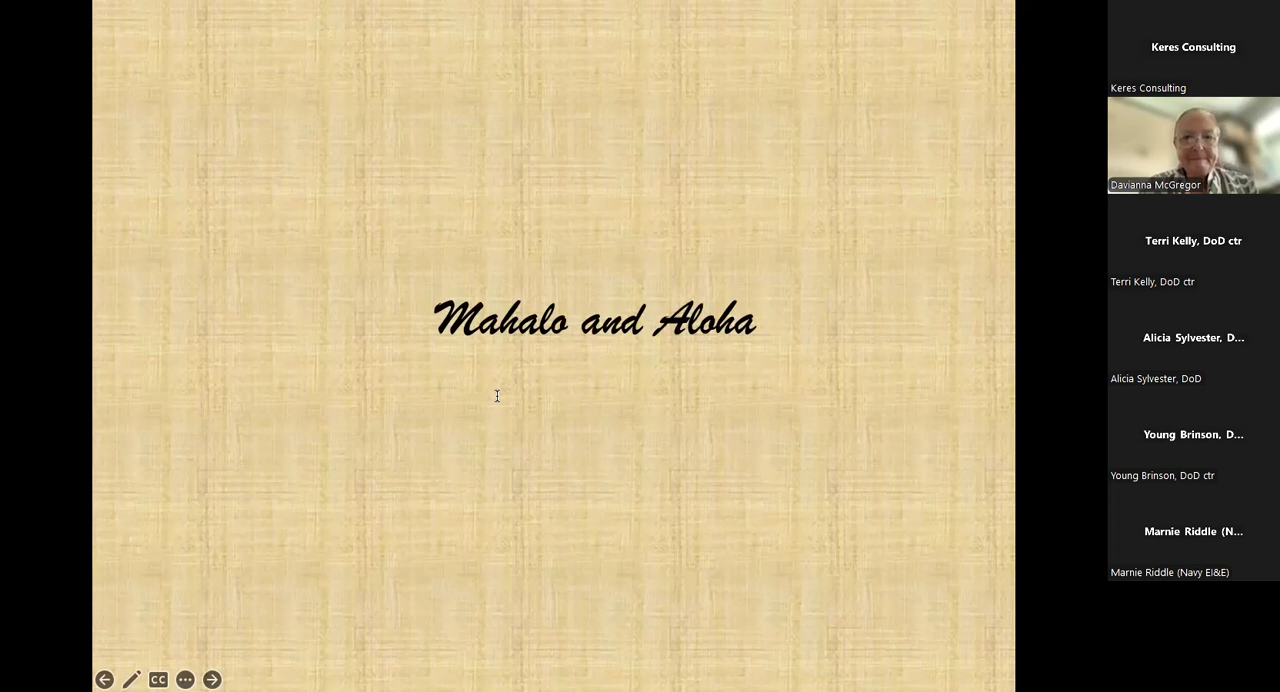 Mahalo and Aloha
Keres Consulting
Keres Consulting
Davianna McGregor
Terri Kelly, DoD ctr
Terri Kelly, DoD ctr
Alicia Sylvester, D...
Alicia Sylvester, DoD
Young Brinson, D...
Young Brinson, DoD ctr
Marnie Riddle (N...
Marnie Riddle (Navy EI&E)
CC